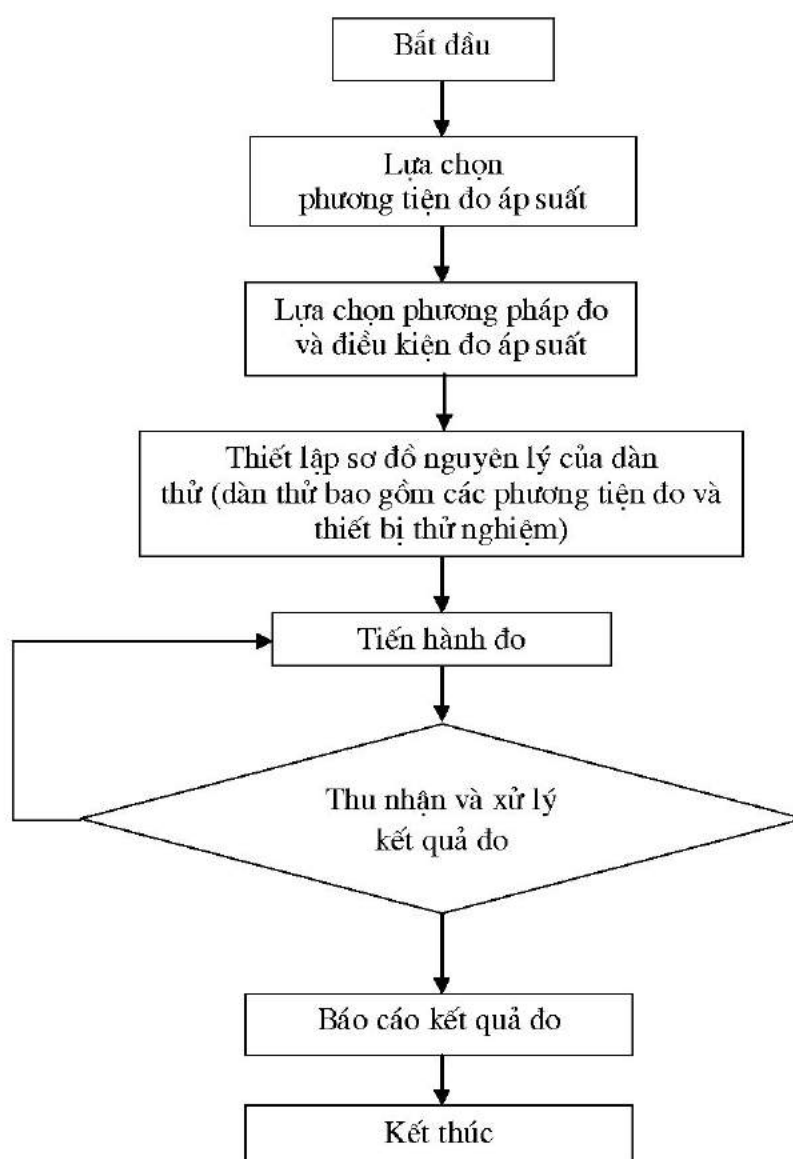 Bắt đầu
Lựa chọn
phương tiện đo áp suất
Lựa chọn phương pháp đo
và điều kiện đo áp suất
Thiết lập sơ đồ nguyên lý của dàn
thử (dàn thử bao gồm các phương tiện đo và
thiết bị thử nghiệm)
Tiến hành đo
Thu nhận và xử lý
kết quả đo
Báo cáo kết quả đo
Kết thúc